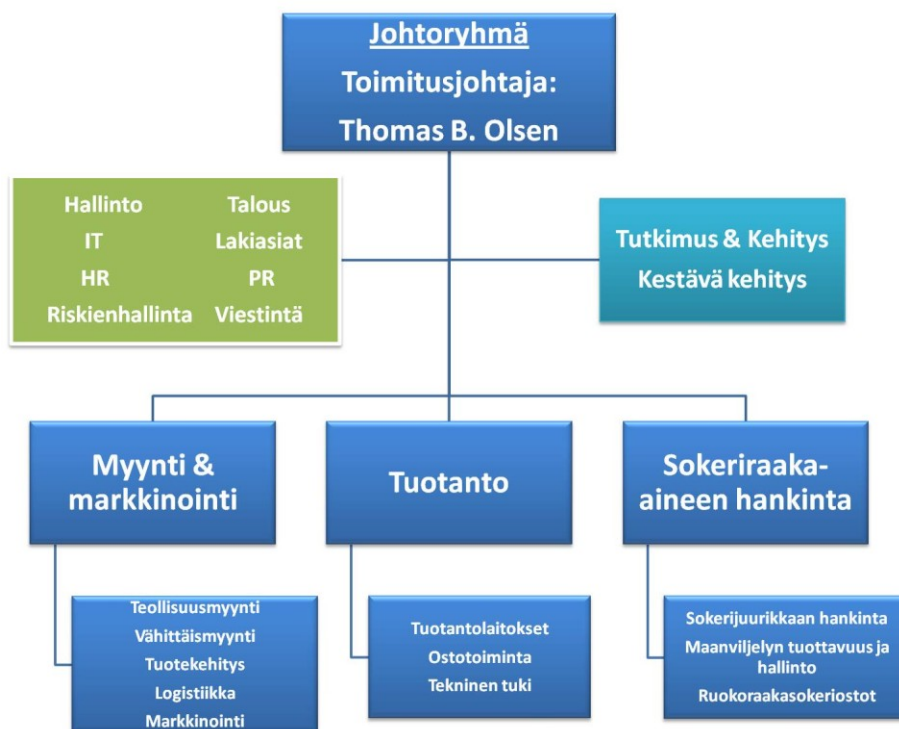 Johtoryhmä
Toimitusjohtaja:
Thomas B. Olsen
Hallinto Talous
IT Lakiasiat
HR PR
Riskienhallinta Viestintä
Tutkimus & Kehitys
Kestävä kehitys
Myynti &
markkinointi
Tuotanto
Sokeriraaka-
aineen hankinta
Teollisuusmyynti
Vähittäismyynti
Tuotekehitys
Logistiikka
Markkinointi
Tuotantolaitokset
Ostotoiminta
Tekninen tuki
Sokerijuurikkaan hankinta
Maanviljelyn tuottavuus ja
hallinto
Ruokoraakasokeriostot